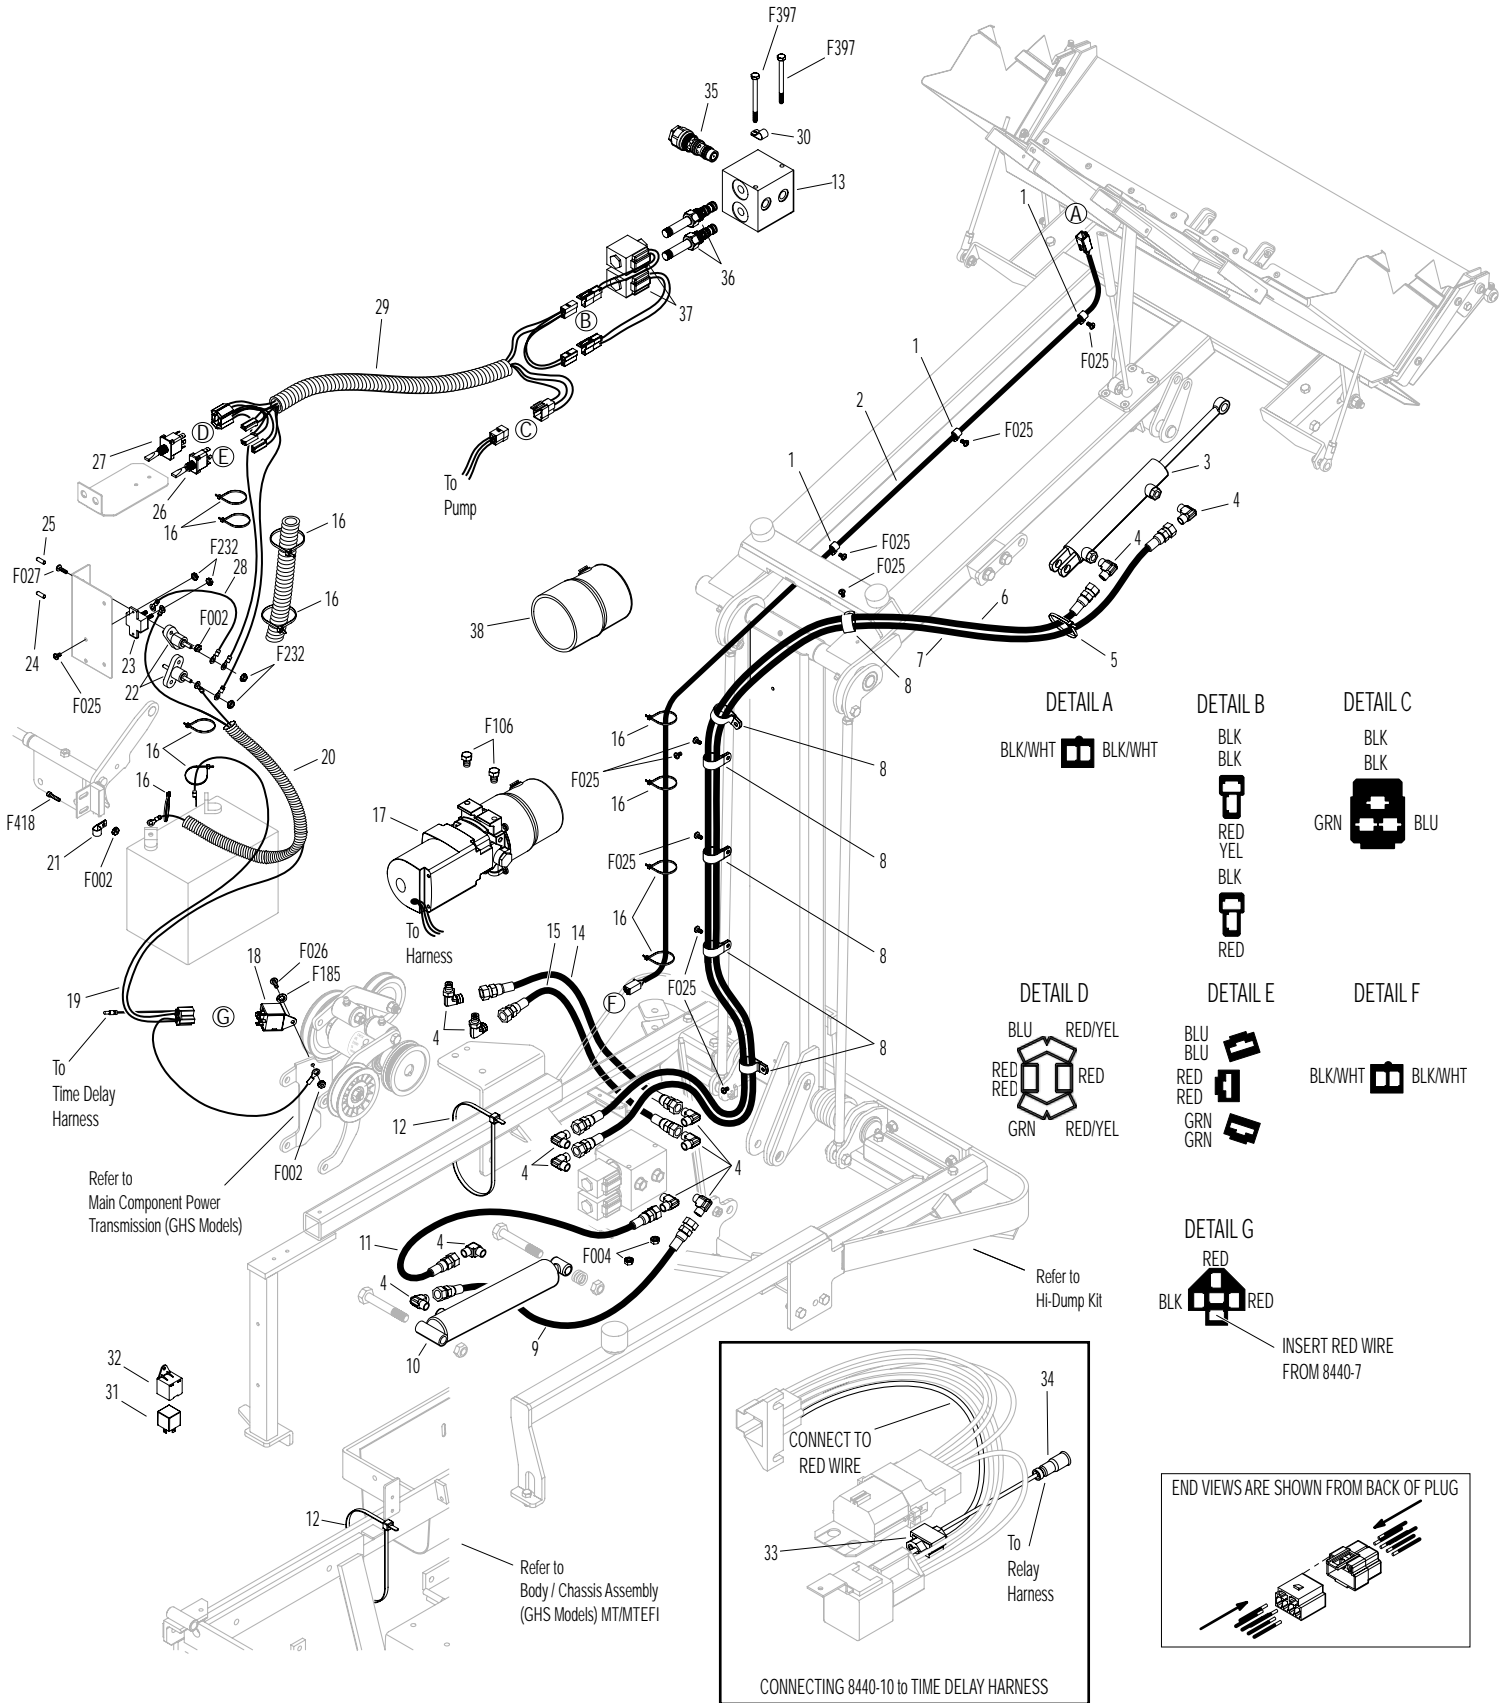 F397
F397
35
30
13
1
A
36
37
B
29
1
F025
1
2
F025
C
D
27
E
26
To
Pump
3
4
4
16
25
F232
28
16
1
F025
F025
F027
F002
16
38
6
7
5
24
23
22
F232
8
F025
16
20
F106
16
F025
8
16
16
F418
17
8
21
F002
F025
16
8
To
Harness
15
14
F026
18
F185
19
G
4
F
F025
8
To
Time Delay
Harness
12
4
4
F002
Refer to
Main Component Power
Transmission (GHS Models)
11
4
F004
4
10
9
Refer to
Hi-Dump Kit
32
31
12
Refer to
Body / Chassis Assembly
(GHS Models) MT/MTEFI
DETAIL A
BLK/WHT
BLK/WHT
DETAIL B
BLK
BLK
RED
YEL
BLK
RED
DETAIL C
BLK
BLK
GRN
BLU
DETAIL D
BLU
RED/YEL
RED
RED
RED
GRN
RED/YEL
DETAIL E
BLU
BLU
RED
RED
GRN
GRN
DETAIL F
BLK/WHT
BLK/WHT
DETAIL G
RED
BLK
RED
INSERT RED WIRE
FROM 8440-7
34
CONNECT TO
RED WIRE
33
To
Relay
Harness
CONNECTING 8440-10 to TIME DELAY HARNESS
END VIEWS ARE SHOWN FROM BACK OF PLUG